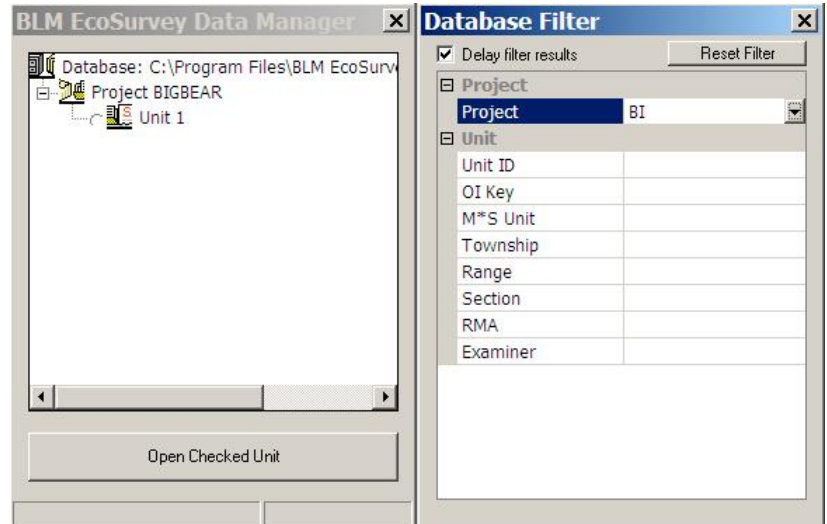 BLM EcoSurvey Data Manager
Database: C:\Program Files\BLM EcoSurv
Project BIGBEAR
S
Unit 1
Open Checked Unit
Database Filter
Delay filter results
Reset Filter
Project
Project BI
Unit
Unit ID
OI Key
M*S Unit
Township
Range
Section
RMA
Examiner